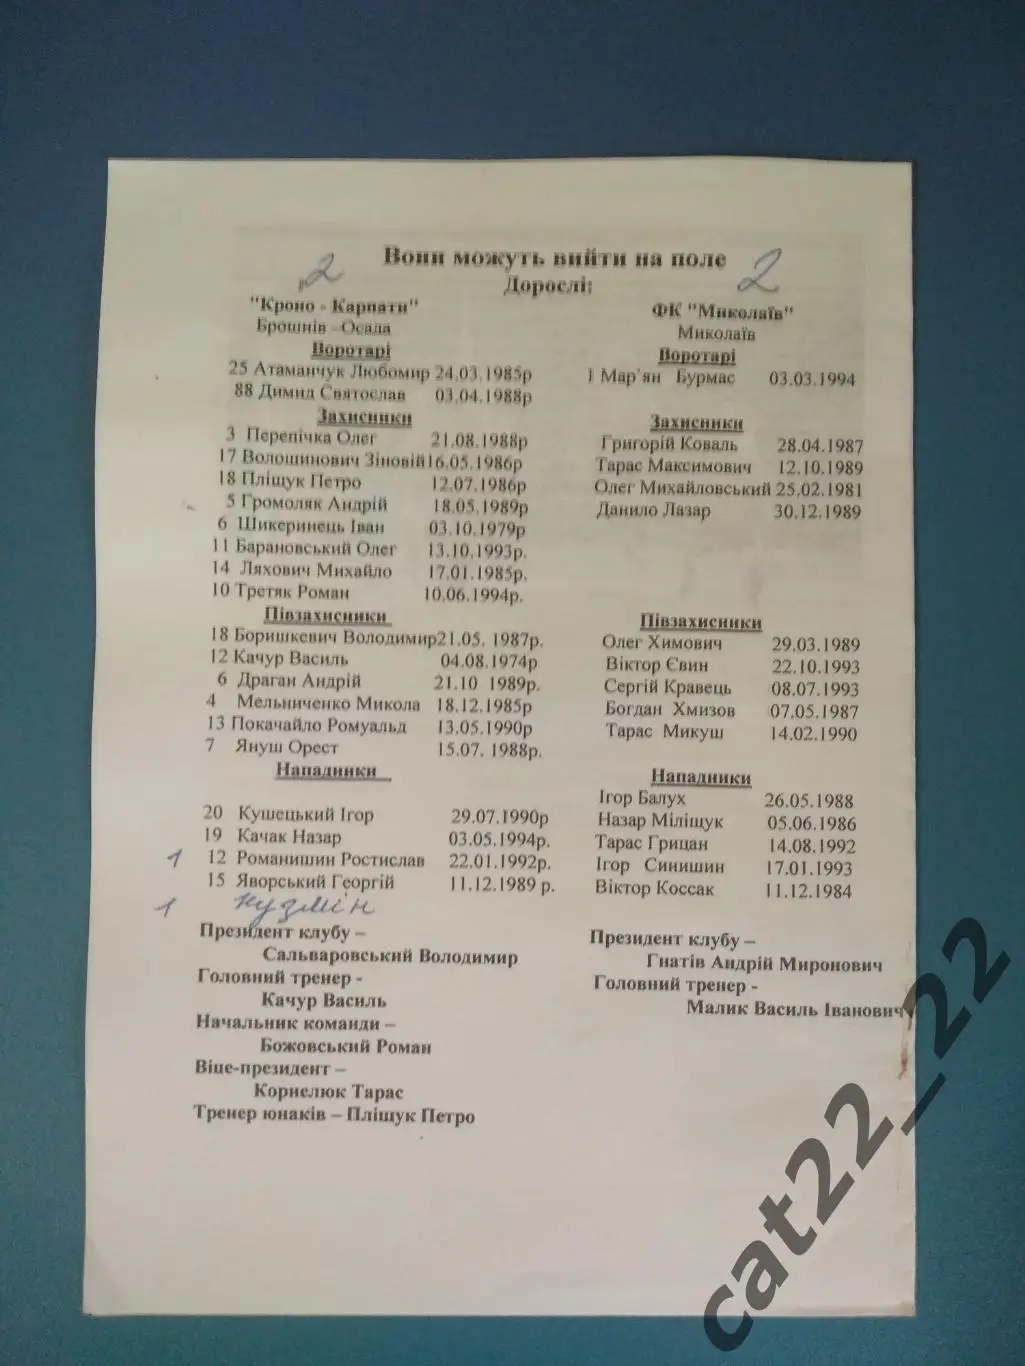 Вони можуть вийти на поле
2
2
Дорослі:
"Кроно - Карпати"
Брошнів -Осада
Воротарі
25 Атаманчук Любомир 24.03.1985р
88 Димид Святослав 03.04.1988р
Захисники
3 Перепічка Олег 21.08.1988р
17 Волошинович Зіновій 16.05.1986р
18 Пліщук Петро 12.07.1986р
5 Громоляк Андрій 18.05.1989р
6 Шикеринець Іван 03.10.1979р
11 Барановський Олег 13.10.1993р.
14 Ляхович Михайло 17.01.1985р.
10 Третяк Роман 10.06.1994р.
Півзахисники
18 Боришкевич Володимир21.05. 1987р.
12 Качур Василь 04.08.1974р
6 Драган Андрій 21.10 1989р.
4 Мельниченко Микола 18.12.1985р
13 Покачайло Ромуальд 13.05.1990р
7 Януш Орест 15.07. 1988р.
Нападники
20 Кушецький Ігор 29.07.1990р
19 Качак Назар 03.05.1994р.
1 12 Романишин Ростислав 22.01.1992р.
15 Яворський Георгій 11.12.1989 р.
1 Кузмін
Президент клубу –
Сальваровський Володимир
Головний тренер -
Качур Василь
Начальник команди –
Божовський Роман
Віце-президент –
Корнелюк Тарас
Тренер юнаків – Пліщук Петро
ФК "Миколаїв"
Миколаїв
Воротарі
1 Мар`ян Бурмас 03.03.1994
Захисники
Григорій Коваль 28.04.1987
Тарас Максимович 12.10.1989
Олег Михайловський 25.02.1981
Данило Лазар 30.12.1989
Півзахисники
Олег Химович 29.03.1989
Віктор Євин 22.10.1993
Сергій Кравець 08.07.1993
Богдан Хмизов 07.05.1987
Тарас Микуш 14.02.1990
Нападники
Ігор Балух 26.05.1988
Назар Міліщук 05.06.1986
Тарас Грицан 14.08.1992
Ігор Синишин 17.01.1993
Віктор Коссак 11.12.1984
Президент клубу –
Гнатів Андрій Миронович
Головний тренер -
Малик Василь Іванович
cat22_22